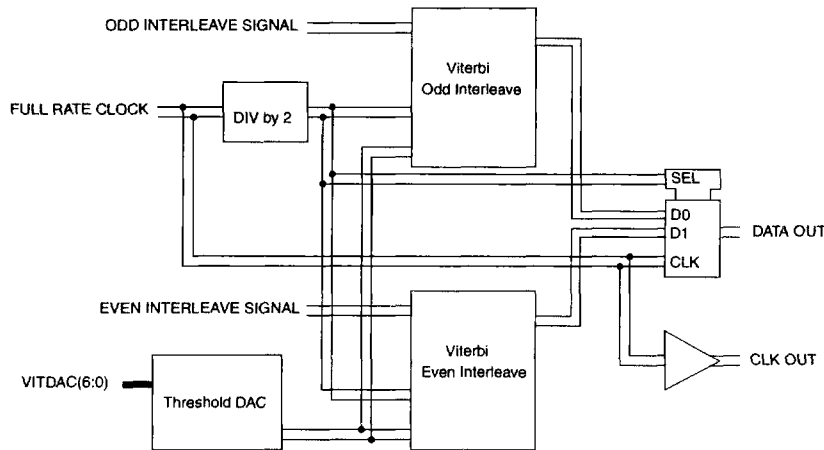 ODD INTERLEAVE SIGNAL
Viterbi
Odd Interleave
FULL RATE CLOCK
DIV by 2
SEL
D0
D1
DATA OUT
CLK
EVEN INTERLEAVE SIGNAL
Viterbi
Even Interleave
CLK OUT
VITDAC(6:0)
Threshold DAC